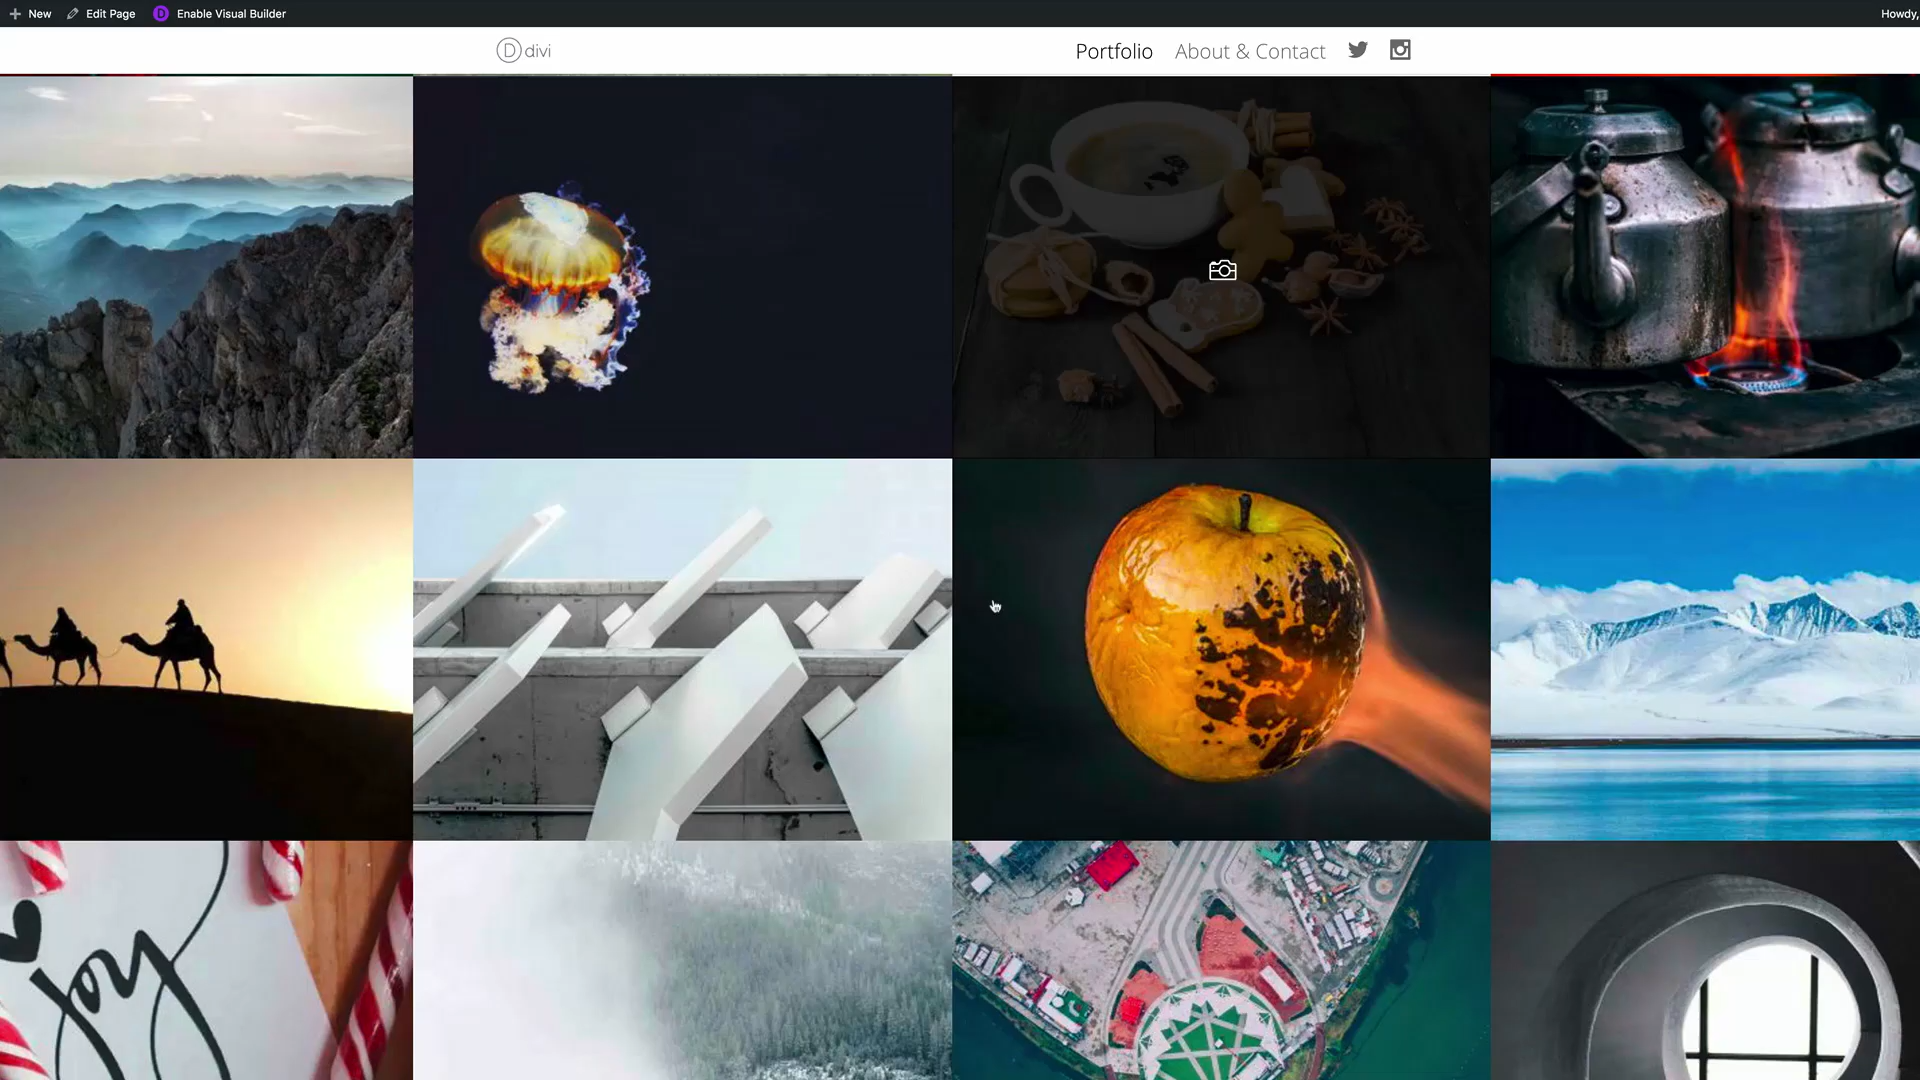 New
Edit Page
D
Enable Visual Builder
Howdy,
D divi
Portfolio
About & Contact
Joy